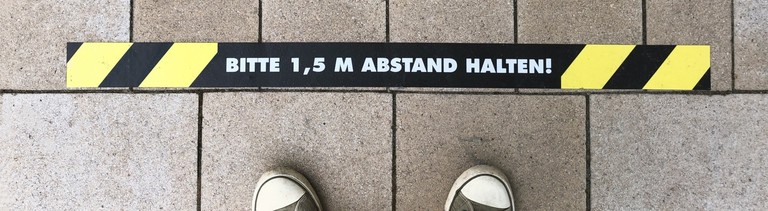 BITTE 1,5 M ABSTAND HALTEN!